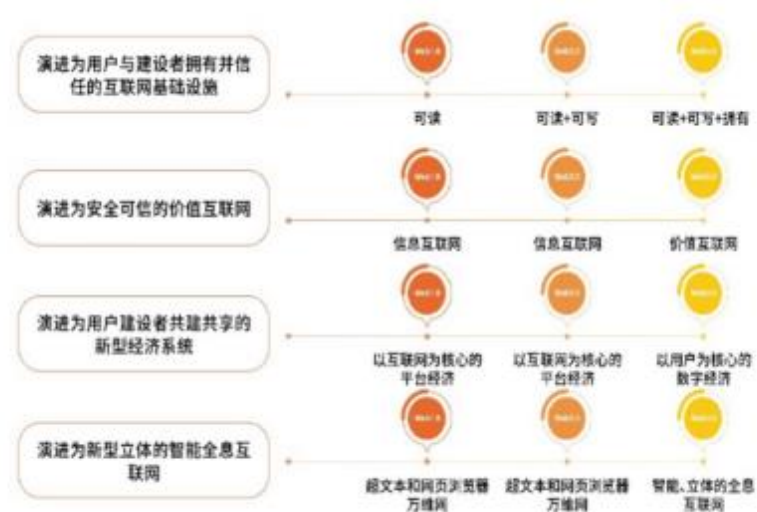 演进为用户与建设者拥有并信
任的互联网基础设施
可读
可读+可写
可读+可写+拥有
演进为安全可信的价值互联网
信息互联网
信息互联网
价值互联网
演进为用户建设者共建共享的
新型经济系统
以互联网为核心的
平台经济
以互联网为核心的
平台经济
以用户为核心的
数字经济
演进为新型立体的智能全息互
联网
超文本和网页浏览器
万维网
超文本和网页浏览器
万维网
智能、立体的全息
互联网